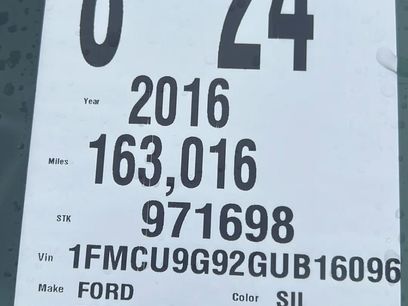 24
Year 2016
Miles 163,016
STK 971698
Vin 1FMCU9G92GUB16096
Make FORD Color SIL